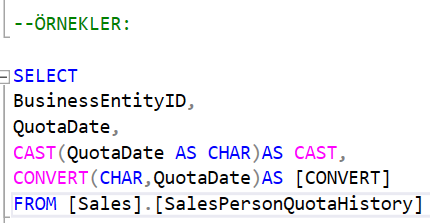 --ÖRNEKLER:
SELECT
BusinessEntityID,
QuotaDate,
CAST(QuotaDate AS CHAR)AS CAST,
CONVERT(CHAR,QuotaDate)AS [CONVERT]
FROM [Sales].[SalesPersonQuotaHistory]